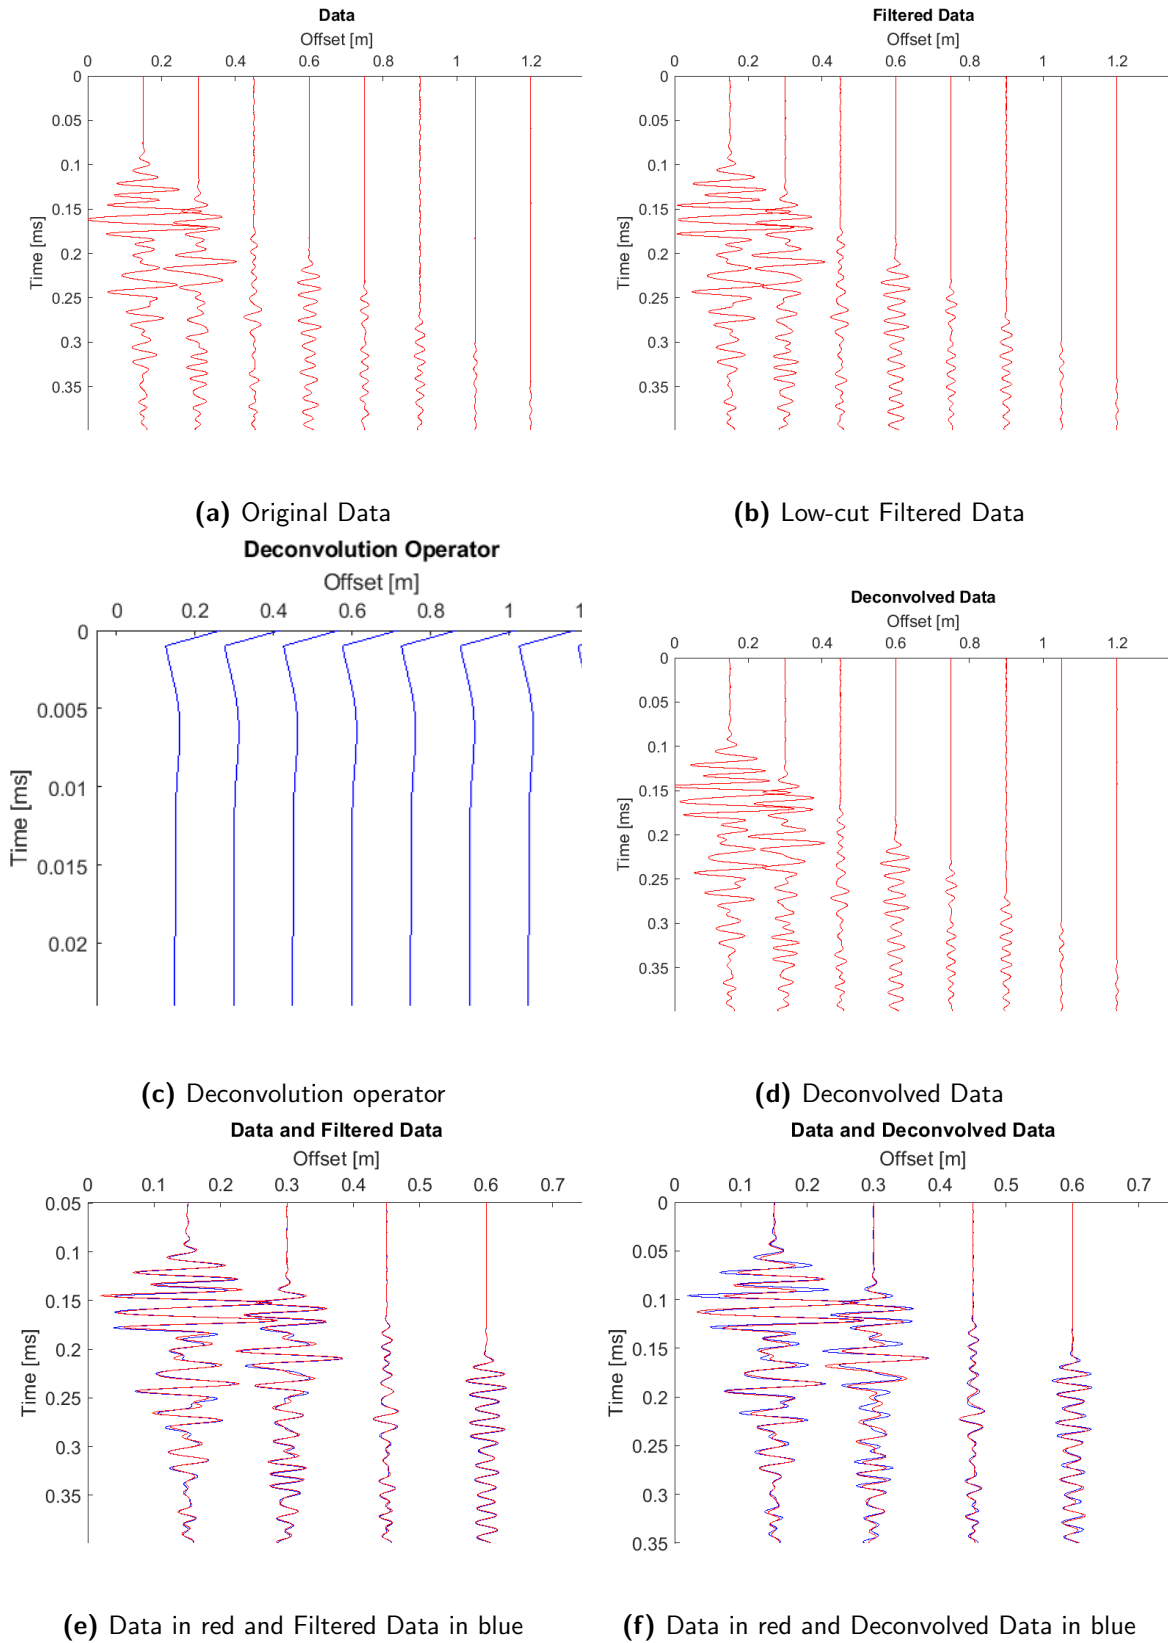 Data
Offset [m]
0 0.2 0.4 0.6 0.8 1 1.2
0
0.05
0.1
0.15
0.2
0.25
0.3
0.35
Time [ms]
(a) Original Data
Filtered Data
Offset [m]
0 0.2 0.4 0.6 0.8 1 1.2
0
0.05
0.1
0.15
0.2
0.25
0.3
0.35
Time [ms]
(b) Low-cut Filtered Data
Deconvolution Operator
Offset [m]
0 0.2 0.4 0.6 0.8 1 1
0
0.005
0.01
0.015
0.02
Time [ms]
(c) Deconvolution operator
Deconvolved Data
Offset [m]
0 0.2 0.4 0.6 0.8 1 1.2
0
0.05
0.1
0.15
0.2
0.25
0.3
0.35
Time [ms]
(d) Deconvolved Data
Data and Filtered Data
Offset [m]
0 0.1 0.2 0.3 0.4 0.5 0.6 0.7
0.05
0.1
0.15
0.2
0.25
0.3
0.35
Time [ms]
(e) Data in red and Filtered Data in blue
Data and Deconvolved Data
Offset [m]
0 0.1 0.2 0.3 0.4 0.5 0.6 0.7
0
0.05
0.1
0.15
0.2
0.25
0.3
0.35
Time [ms]
(f) Data in red and Deconvolved Data in blue